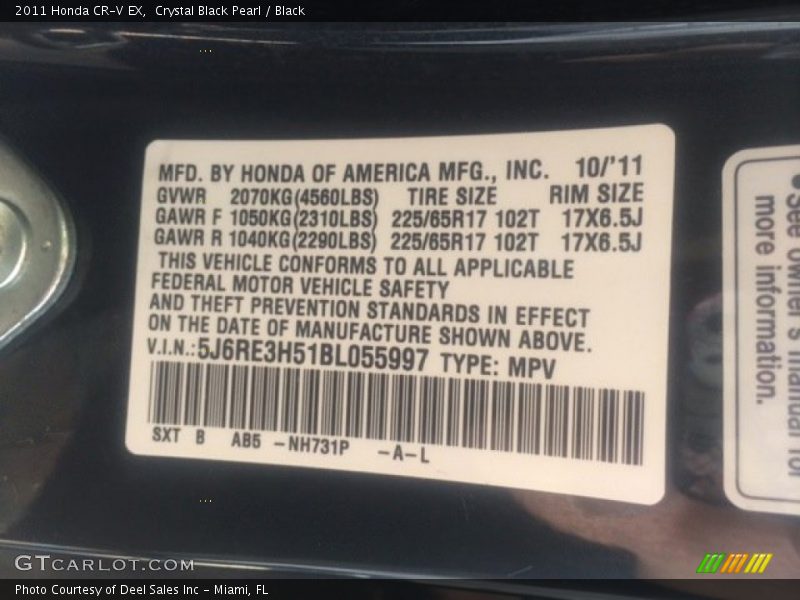 2011 Honda CR-V EX, Crystal Black Pearl / Black
MFD. BY HONDA OF AMERICA MFG., INC. 10/'11
GVWR 2070KG(4560LBS) TIRE SIZE RIM SIZE
GAWR F 1050KG(2310LBS) 225/65R17 102T 17X6.5J
GAWR R 1040KG(2290LBS) 225/65R17 102T 17X6.5J
THIS VEHICLE CONFORMS TO ALL APPLICABLE
FEDERAL MOTOR VEHICLE SAFETY
AND THEFT PREVENTION STANDARDS IN EFFECT
ON THE DATE OF MANUFACTURE SHOWN ABOVE.
V.I.N.:5J6RE3H51BL055997 TYPE: MPV
SXT B AB5 -NH731P -A-L
• See owner's manual for
more information.
GTCARLOT.COM
Photo Courtesy of Deel Sales Inc - Miami, FL